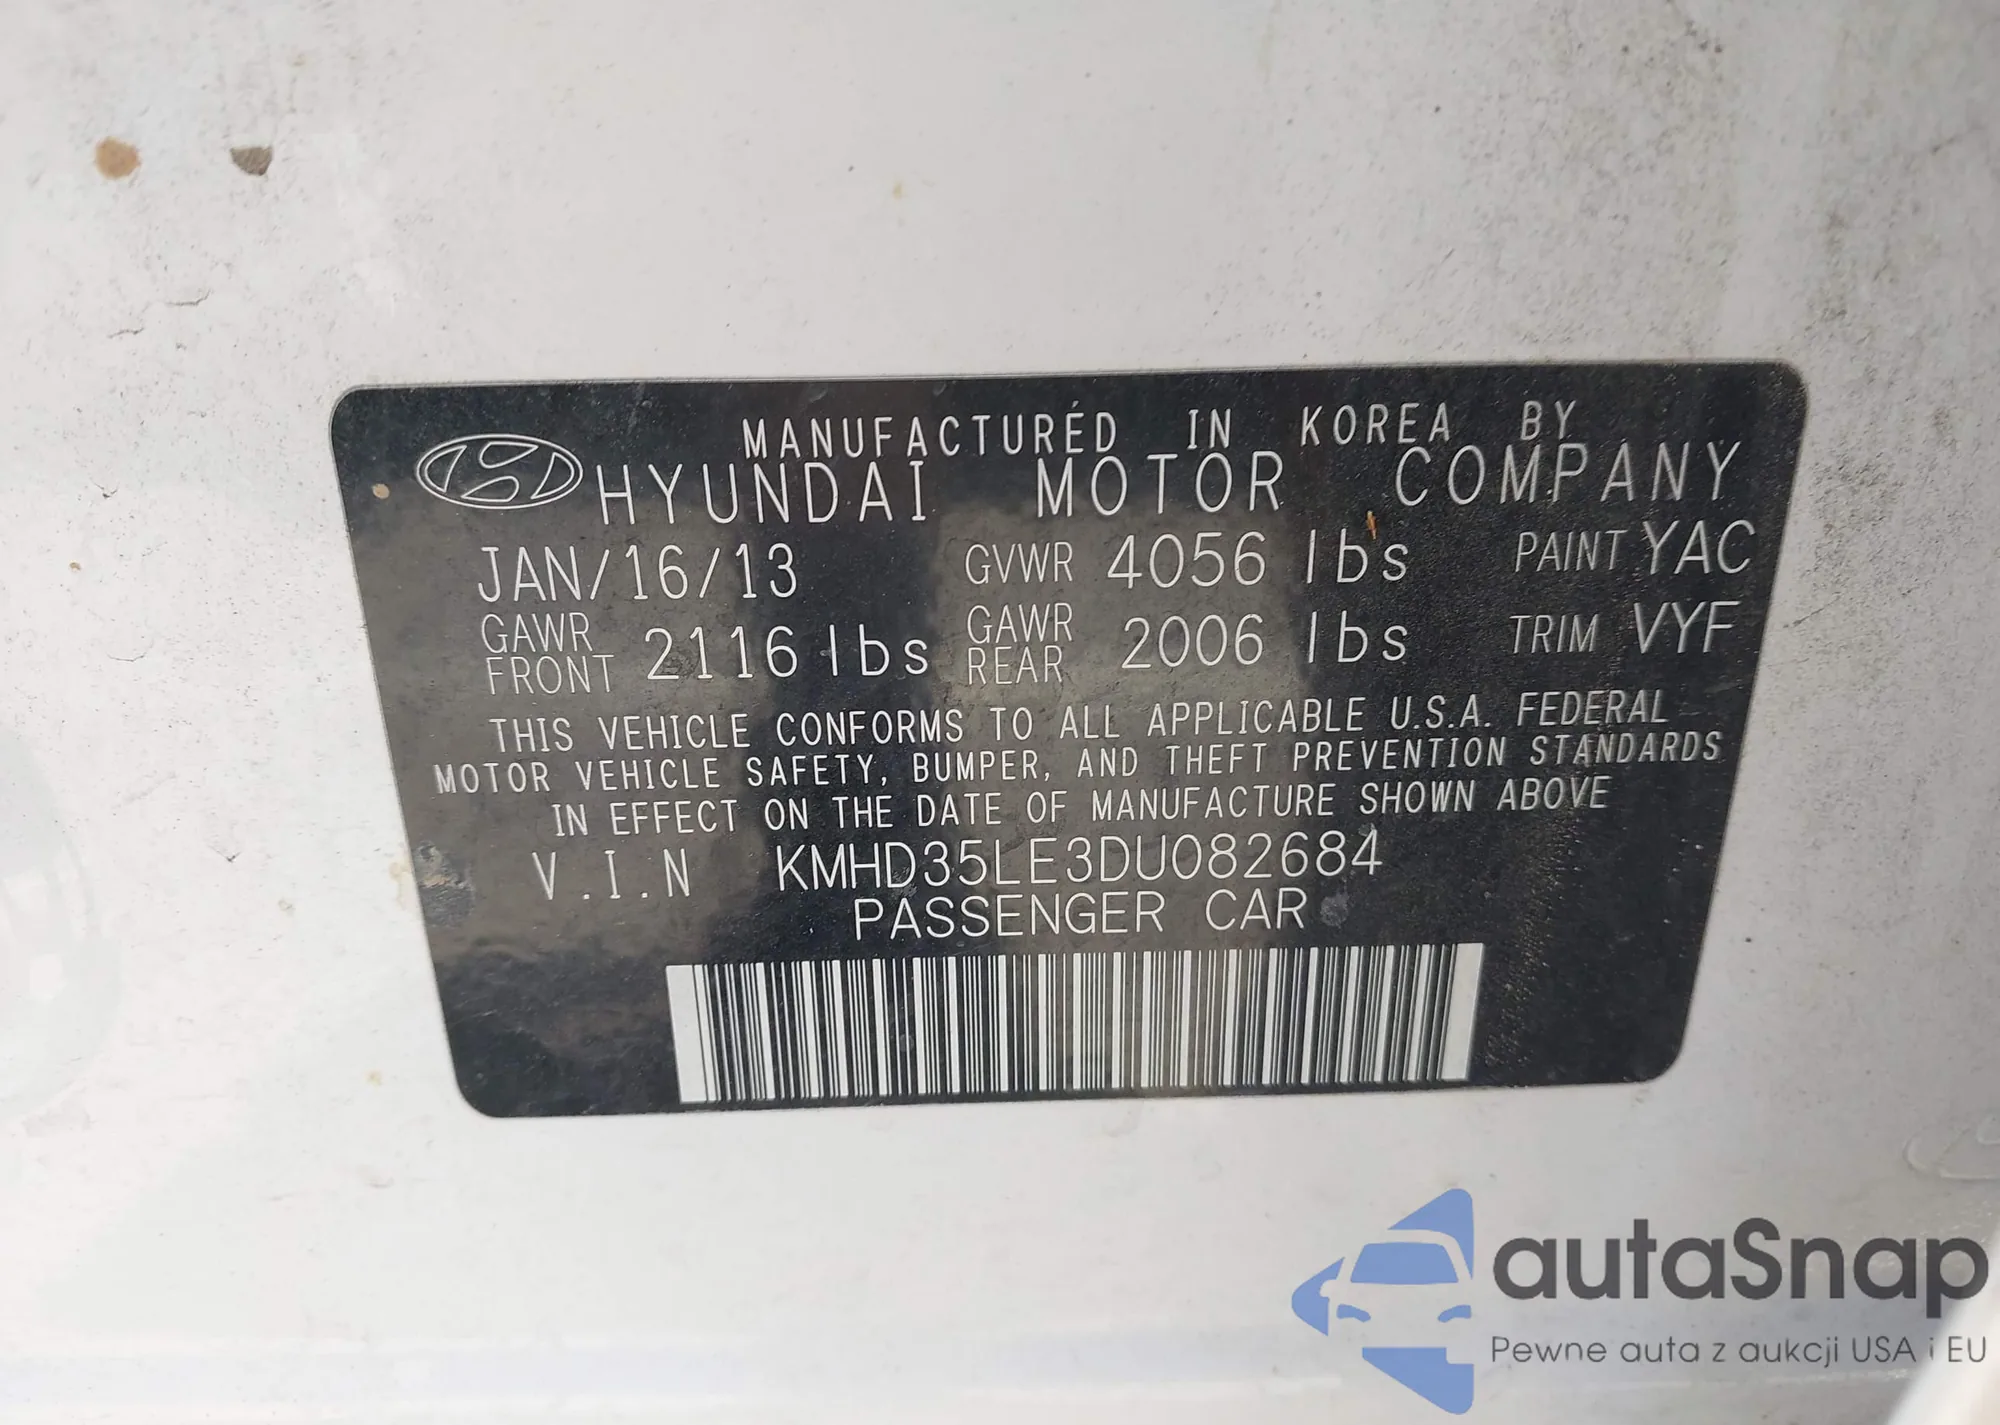 MANUFACTURED IN KOREA BY
HYUNDAI MOTOR COMPANY
JAN/16/13 GVWR 4056 lbs PAINT YAC
GAWR FRONT 2116 lbs GAWR REAR 2006 lbs TRIM VYF
THIS VEHICLE CONFORMS TO ALL APPLICABLE U.S.A. FEDERAL
MOTOR VEHICLE SAFETY, BUMPER, AND THEFT PREVENTION STANDARDS
IN EFFECT ON THE DATE OF MANUFACTURE SHOWN ABOVE
V.I.N KMHD35LE3DU082684
PASSENGER CAR
autaSnap
Pewne auta z aukcji USA i EU